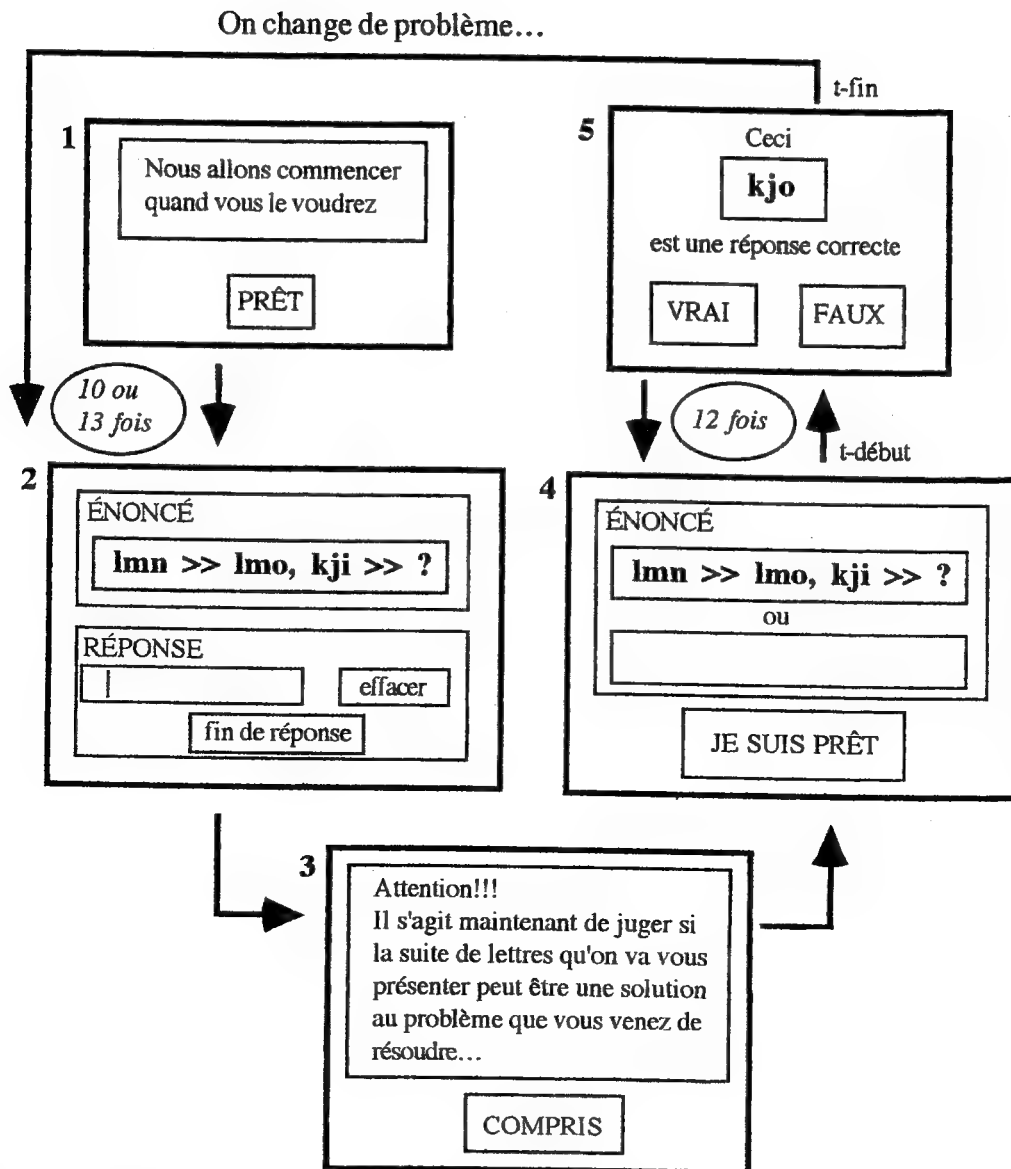 On change de problème...
t-fin
1
Nous allons commencer
quand vous le voudrez
PRÊT
10 ou
13 fois
2
ÉNONCÉ
lmn >> lmo, kji >> ?
RÉPONSE
effacer
fin de réponse
3
Attention!!!
Il s'agit maintenant de juger si
la suite de lettres qu'on va vous
présenter peut être une solution
au problème que vous venez de
résoudre...
COMPRIS
4
ÉNONCÉ
lmn >> lmo, kji >> ?
ou
JE SUIS PRÊT
t-début
12 fois
5
Ceci
kjo
est une réponse correcte
VRAI
FAUX